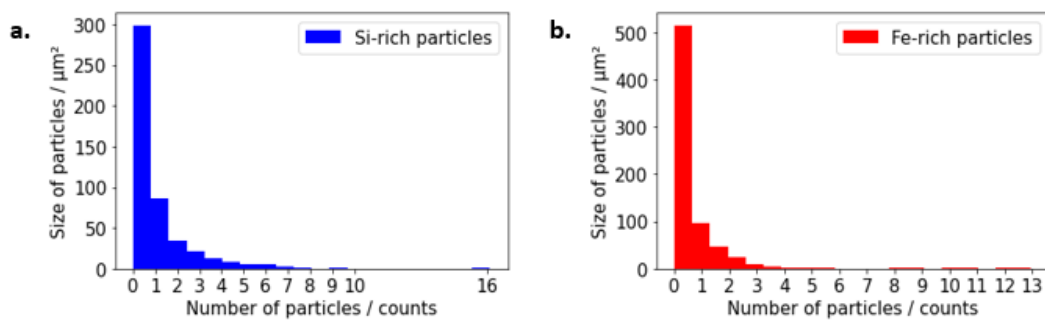 a.
Si-rich particles
Size of particles / µm²
300
250
200
150
100
50
0
0 1 2 3 4 5 6 7 8 9 10 16
Number of particles / counts
b.
Fe-rich particles
Size of particles / µm²
500
400
300
200
100
0
0 1 2 3 4 5 6 7 8 9 10 11 12 13
Number of particles / counts